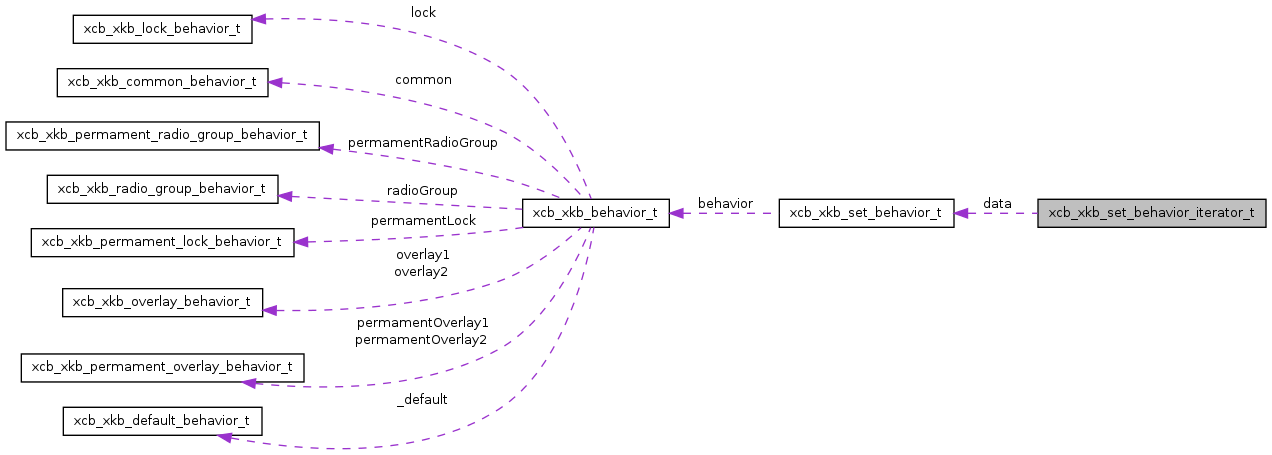 lock
xcb_xkb_lock_behavior_t
common
xcb_xkb_common_behavior_t
xcb_xkb_permament_radio_group_behavior_t
permamentRadioGroup
xcb_xkb_radio_group_behavior_t
radioGroup
xcb_xkb_behavior_t
behavior
xcb_xkb_set_behavior_t
data
xcb_xkb_set_behavior_iterator_t
permamentLock
xcb_xkb_permament_lock_behavior_t
overlay1
overlay2
xcb_xkb_overlay_behavior_t
permamentOverlay1
permamentOverlay2
xcb_xkb_permament_overlay_behavior_t
_default
xcb_xkb_default_behavior_t